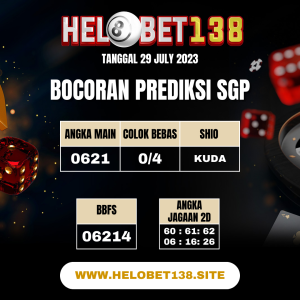 HELOBET138
TANGGAL 29 JULY 2023
BOCORAN PREDIKSI SGP
ANGKA MAIN COLOK BEBAS SHIO
0621 0/4 KUDA
BBFS
06214
ANGKA
JAGAAN 2D
60 : 61: 62
06 : 16 : 26
WWW.HELOBET138.SITE